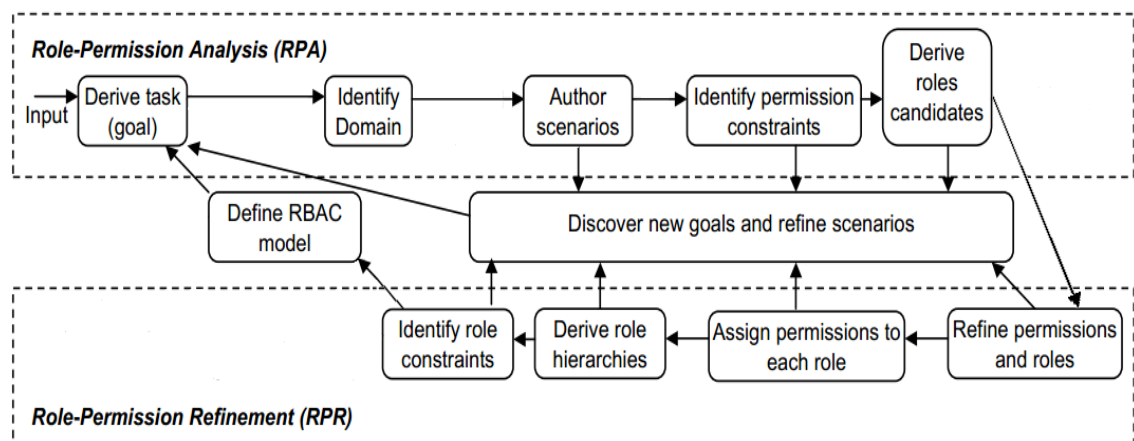 Role-Permission Analysis (RPA)
Input
Derive task
(goal)
Identify
Domain
Author
scenarios
Identify permission
constraints
Derive
roles
candidates
Define RBAC
model
Discover new goals and refine scenarios
Identify role
constraints
Derive role
hierarchies
Assign permissions to
each role
Refine permissions
and roles
Role-Permission Refinement (RPR)